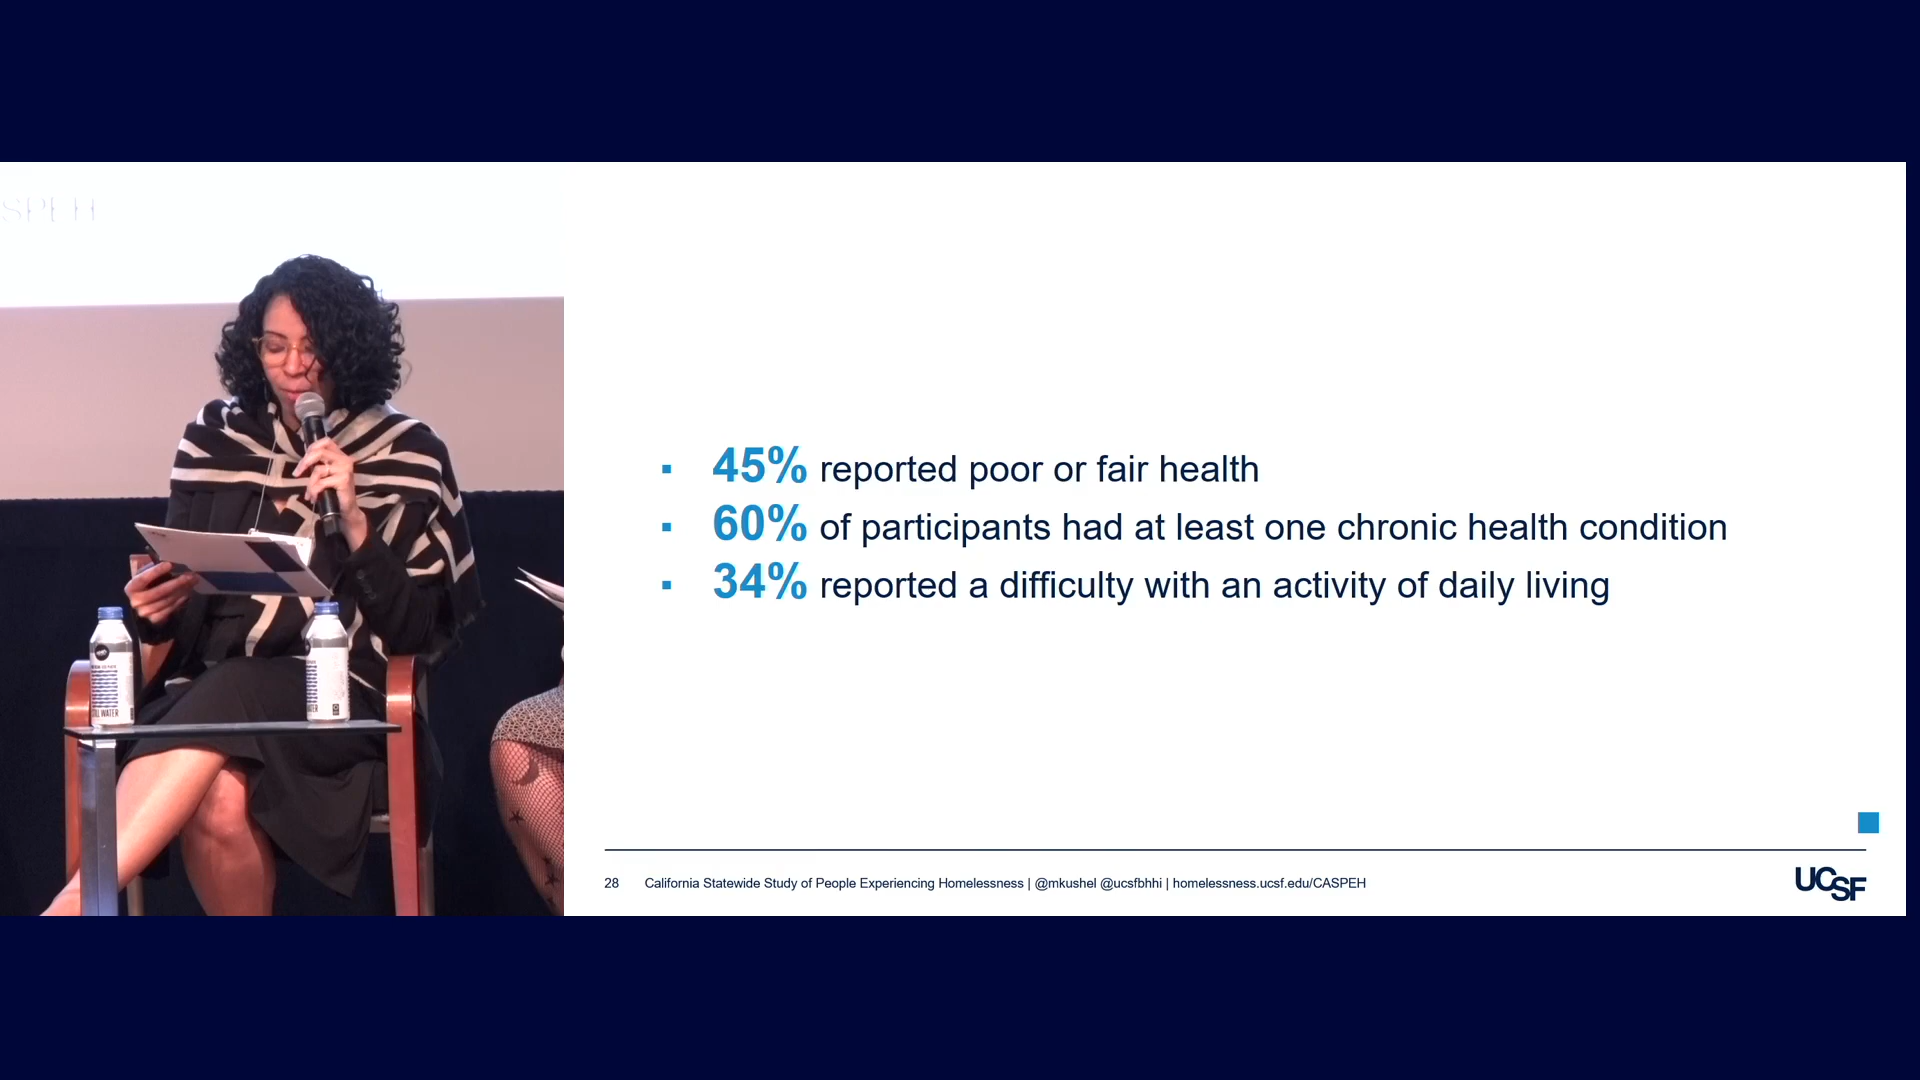 SPEH
45% reported poor or fair health
60% of participants had at least one chronic health condition
34% reported a difficulty with an activity of daily living
WATER
28 California Statewide Study of People Experiencing Homelessness | @mkushel @ucsfbhhi | homelessness.ucsf.edu/CASPEH
UCSF